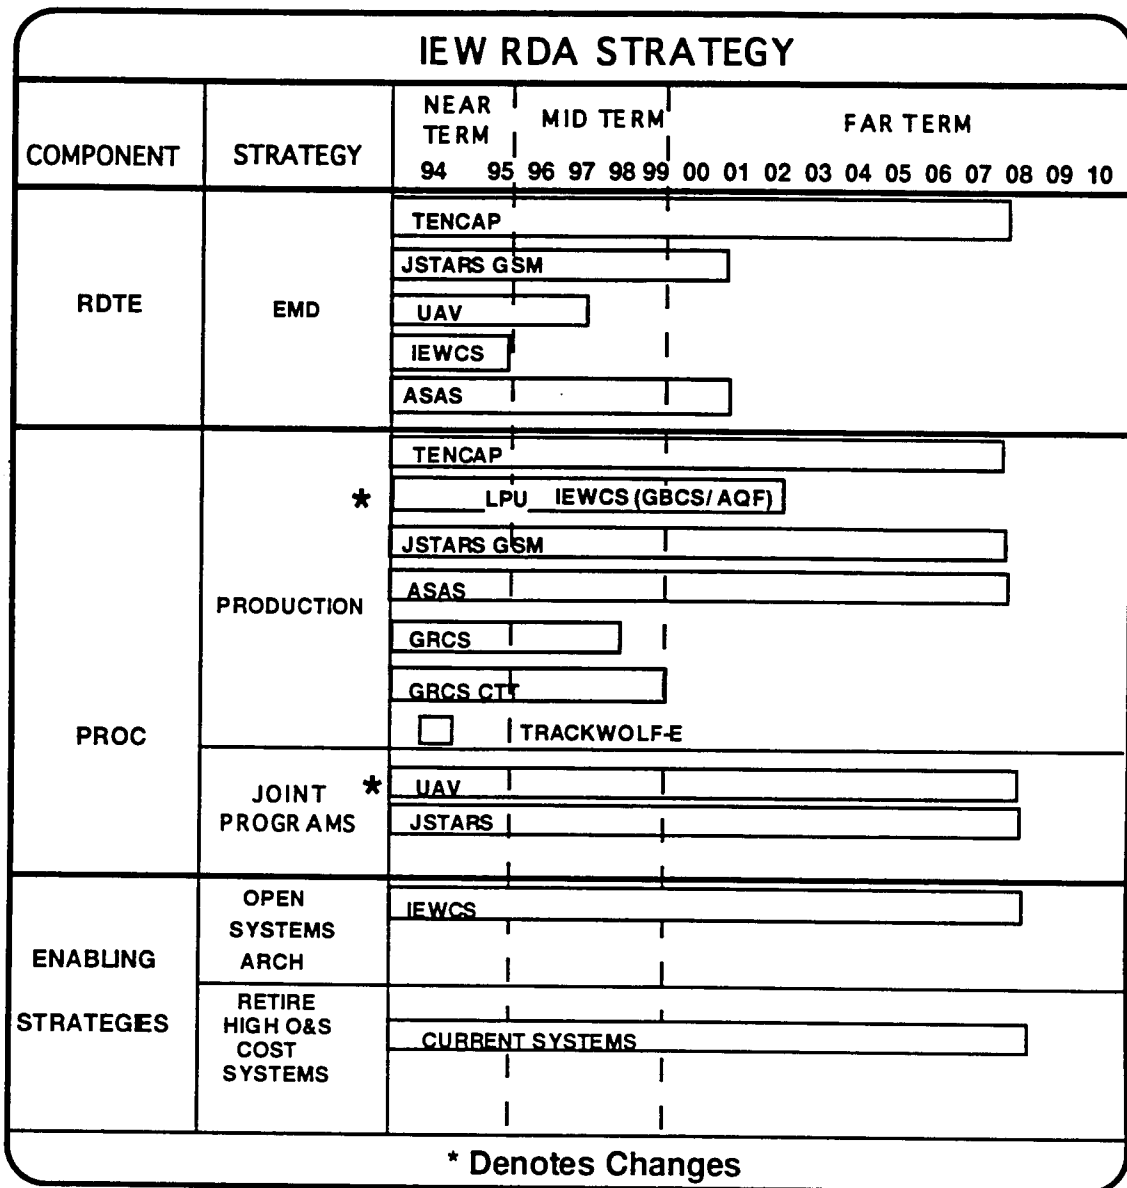 IEW RDA STRATEGY
COMPONENT
STRATEGY
NEAR
TERM
MID TERM
FAR TERM
94 95 96 97 98 99 00 01 02 03 04 05 06 07 08 09 10
RDTE
EMD
TENCAP
JSTARS GSM
UAV
IEWCS
ASAS
PROC
PRODUCTION
TENCAP
* LPU IEWCS (GBCS/ AQF)
JSTARS GSM
ASAS
GRCS
GRCS CTT
TRACKWOLF-E
JOINT
PROGRAMS
* UAV
JSTARS
ENABLING
STRATEGIES
OPEN
SYSTEMS
ARCH
IEWCS
RETIRE
HIGH O&S
COST
SYSTEMS
CURRENT SYSTEMS
* Denotes Changes